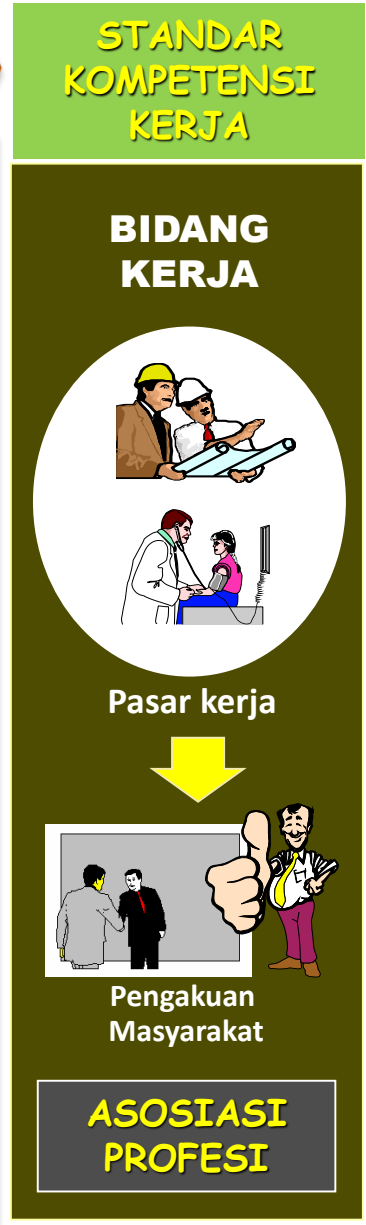 STANDAR
KOMPETENSI
KERJA
BIDANG
KERJA
Pasar kerja
Pengakuan
Masyarakat
ASOSIASI
PROFESI